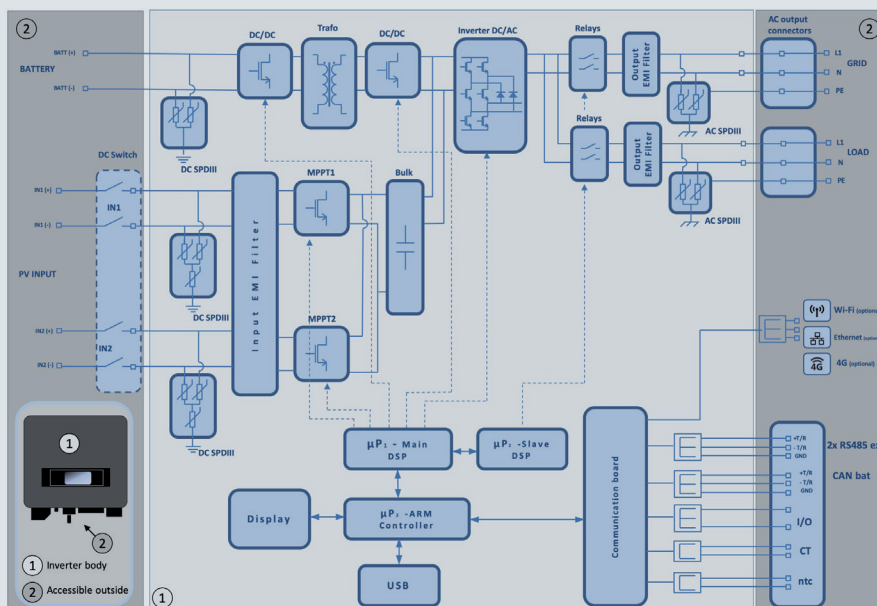 2
1
2
BATTERY
BATT (+)
BATT (-)
DC/DC
Trafo
DC/DC
Inverter DC/AC
Relays
Output
EMI Filter
AC output
connectors
L1
GRID
N
PE
AC SPDIII
Relays
Output
EMI Filter
L1
LOAD
N
PE
AC SPDIII
DC SPDIII
DC Switch
IN1 (+)
IN1
IN1 (-)
PV INPUT
IN2 (+)
IN2
IN2 (-)
DC SPDIII
DC SPDIII
Input EMI Filter
MPPT1
MPPT2
Bulk
Wi-Fi (optional
Ethernet (option
4G
4G (optional)
µP1 - Main
DSP
-Slave
DSP
-ARM
Controller
Display
USB
Communication board
+T/R
- T/R
GND
2x RS485 ex
+T/R
- T/R
GND
CAN bat
I/O
CT
ntc
1
2
1 Inverter body
2 Accessible outside
1